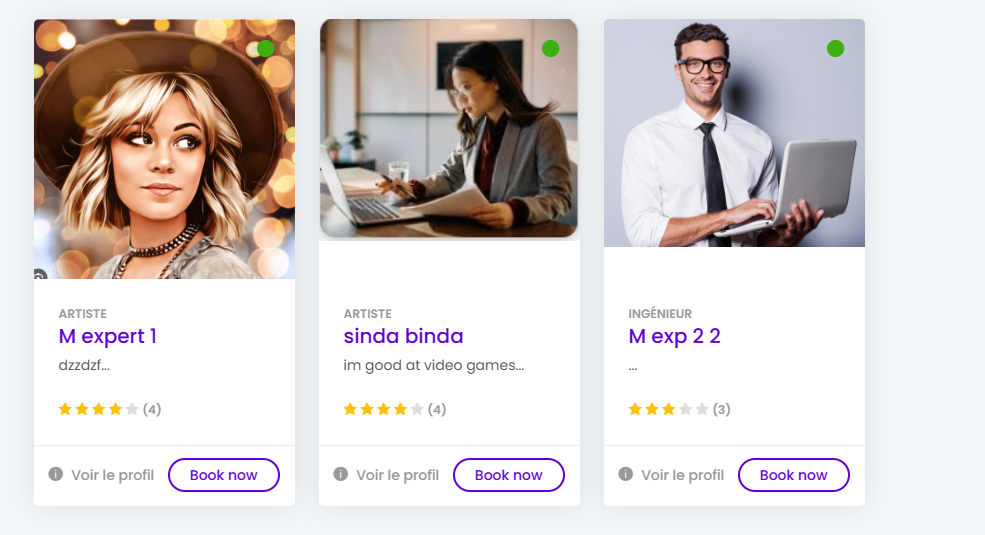 ARTISTE
M expert 1
dzzdzf...
(4)
Voir le profil
Book now
ARTISTE
sinda binda
im good at video games...
(4)
Voir le profil
Book now
INGÉNIEUR
M exp 2 2
...
(3)
Voir le profil
Book now